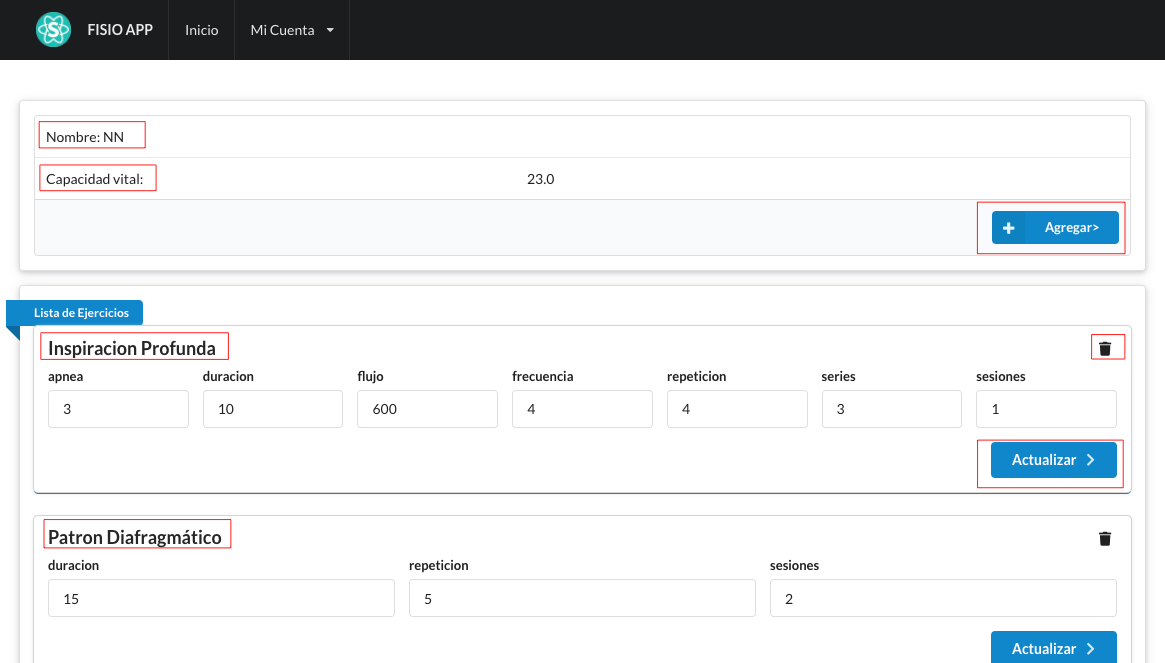 FISIO APP Inicio Mi Cuenta
Nombre: NN
Capacidad vital: 23.0
Agregar>
Lista de Ejercicios
Inspiracion Profunda
apnea duracion flujo frecuencia repeticion series sesiones
3 10 600 4 4 3 1
Actualizar
Patron Diafragmático
duracion repeticion sesiones
15 5 2
Actualizar